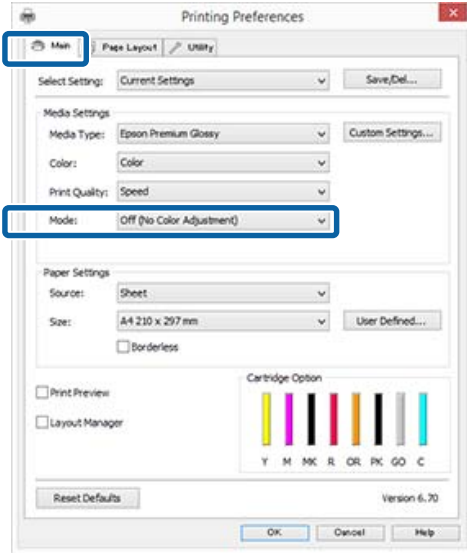 Printing Preferences
Main Page Layout Utility
Select Setting: Current Settings Save/Del...
Media Settings
Media Type: Epson Premium Glossy Custom Settings...
Color: Color
Print Quality: Speed
Mode: Off (No Color Adjustment)
Paper Settings
Source: Sheet
Size: A4 210 x 297 mm User Defined...
Borderless
Print Preview
Layout Manager
Cartridge Option
Y M MK R OR PK GO C
Reset Defaults Version 6.70
OK Cancel Help